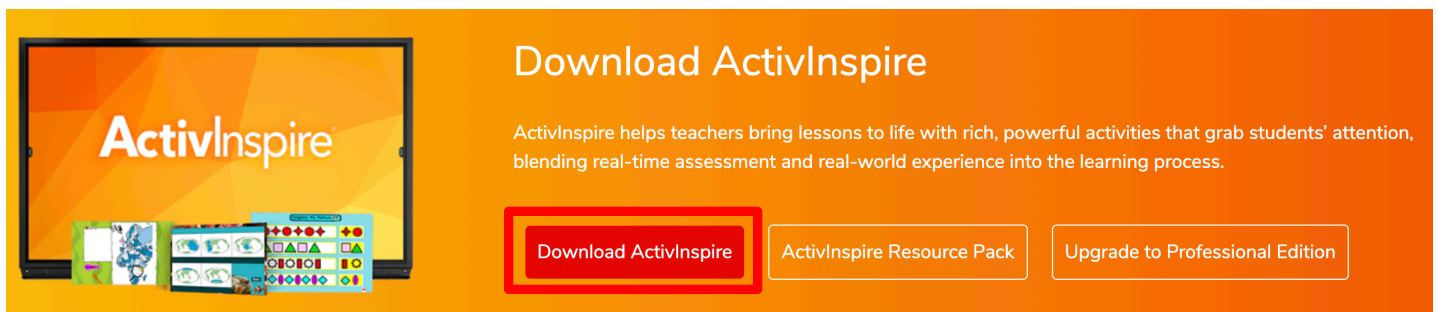 Download ActivInspire
ActivInspire
ActivInspire helps teachers bring lessons to life with rich, powerful activities that grab students’ attention,
blending real-time assessment and real-world experience into the learning process.
Download ActivInspire
ActivInspire Resource Pack
Upgrade to Professional Edition